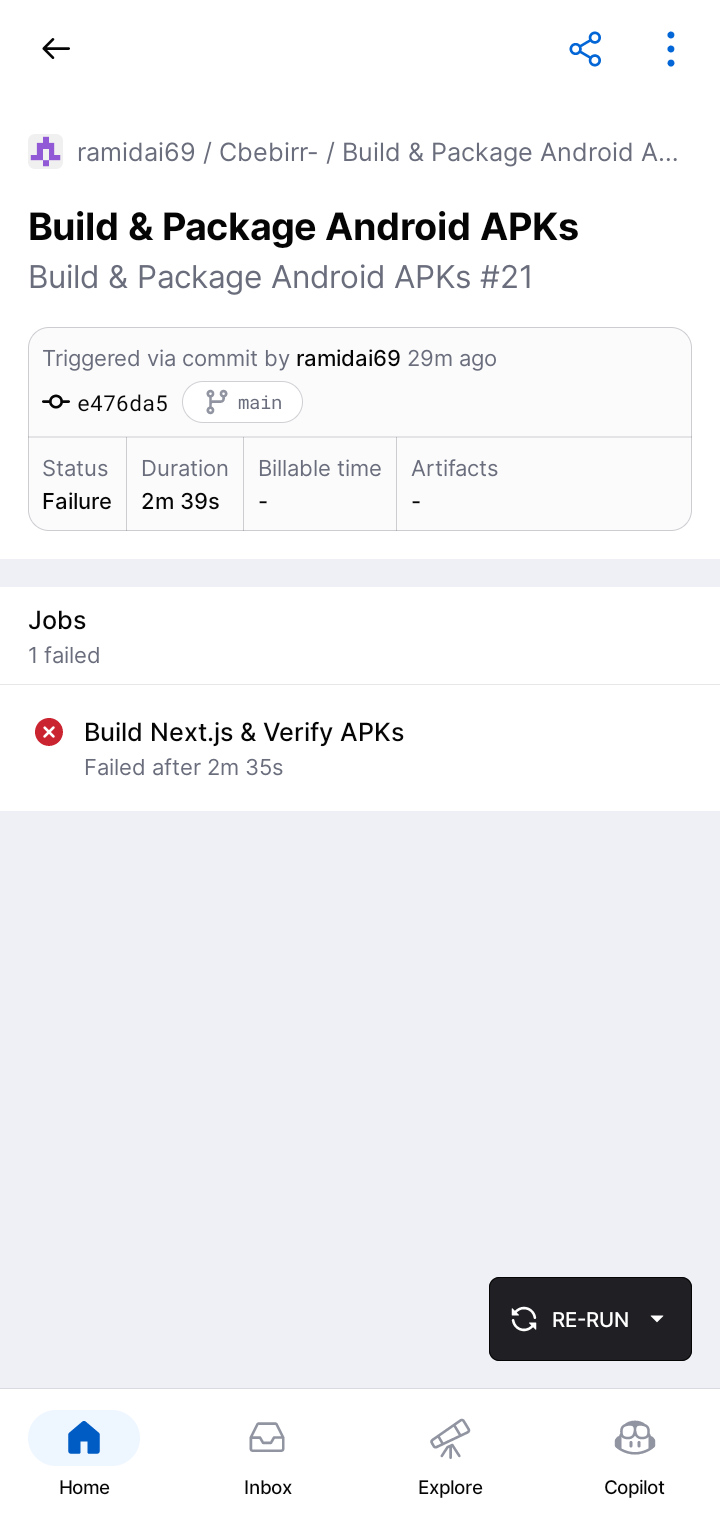 ramidai69 / Cbebirr- / Build & Package Android A...
Build & Package Android APKs
Build & Package Android APKs #21
Triggered via commit by ramidai69 29m ago
e476da5 main
Status Duration Billable time Artifacts
Failure 2m 39s - -
Jobs
1 failed
Build Next.js & Verify APKs
Failed after 2m 35s
RE-RUN
Home Inbox Explore Copilot